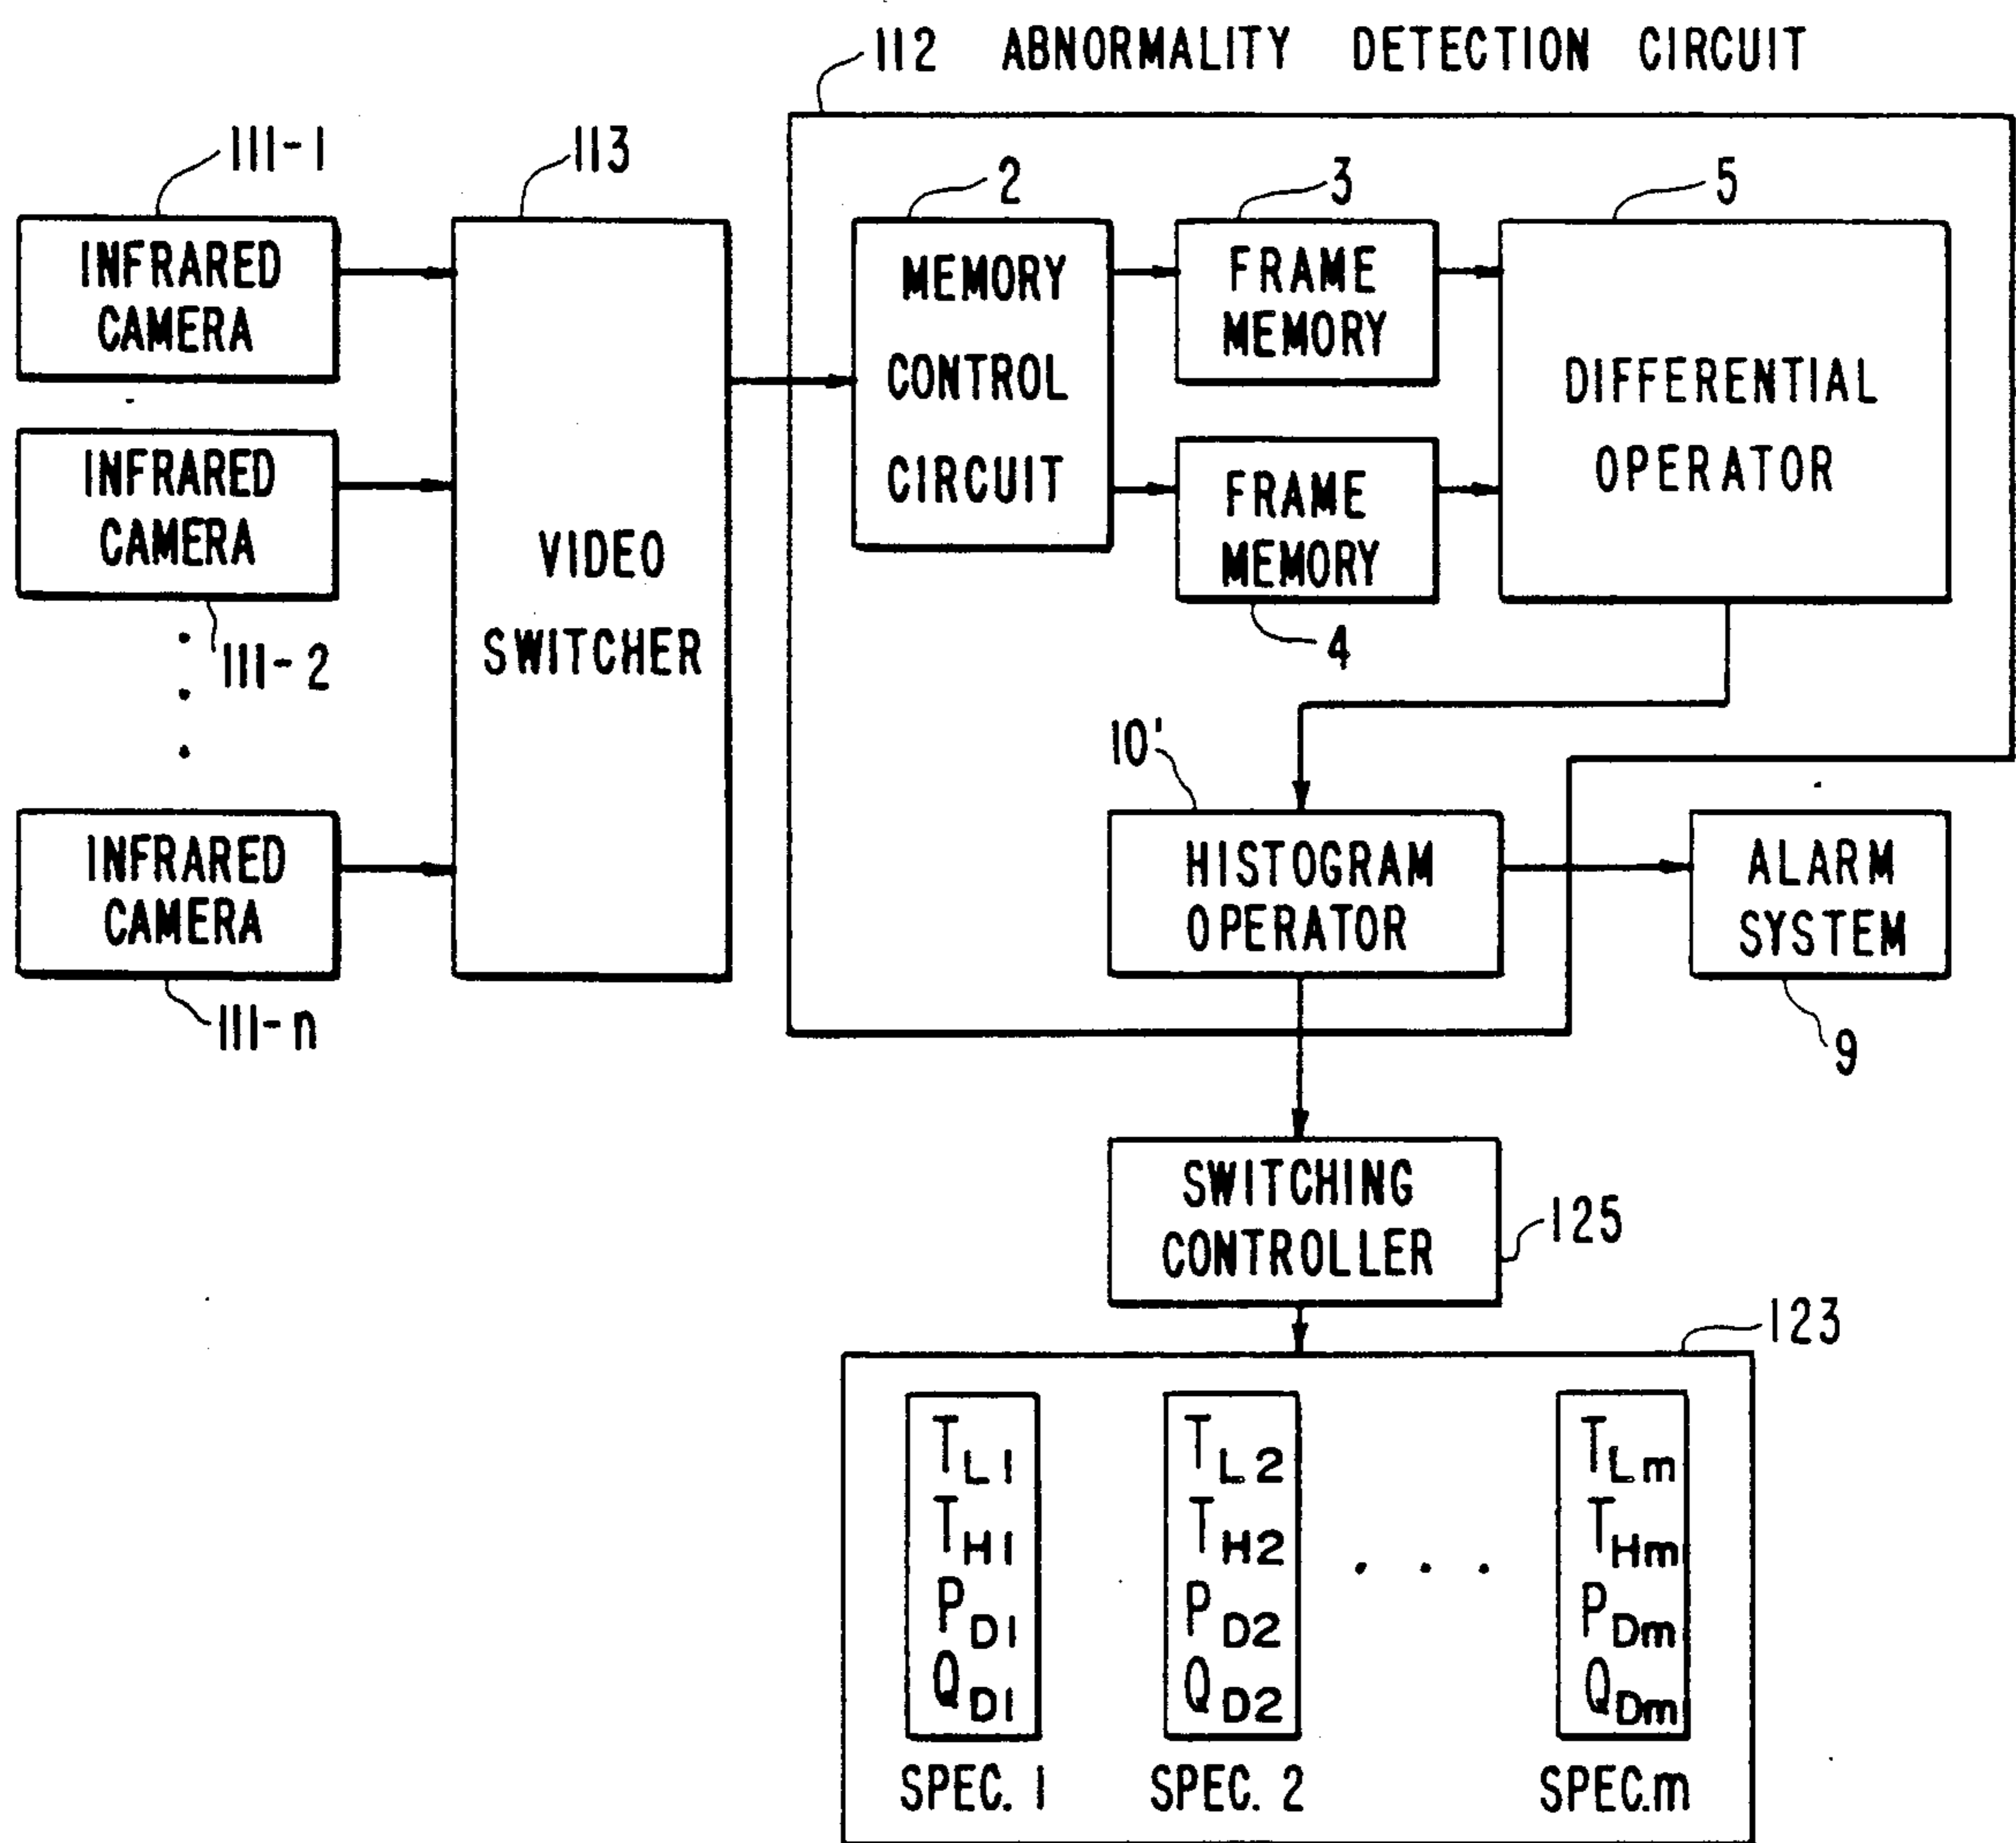 112 ABNORMALITY DETECTION CIRCUIT
111-1
113
2
3
5
INFRARED
CAMERA
MEMORY
CONTROL
CIRCUIT
FRAME
MEMORY
DIFFERENTIAL
OPERATOR
INFRARED
CAMERA
111-2
VIDEO
SWITCHER
FRAME
MEMORY
4
10'
INFRARED
CAMERA
111-n
HISTOGRAM
OPERATOR
ALARM
SYSTEM
9
SWITCHING
CONTROLLER
125
123
TL1
TH1
PD1
QD1
SPEC. 1
TL2
TH2
PD2
QD2
SPEC. 2
. . .
TLm
THm
PDm
QDm
SPEC.m